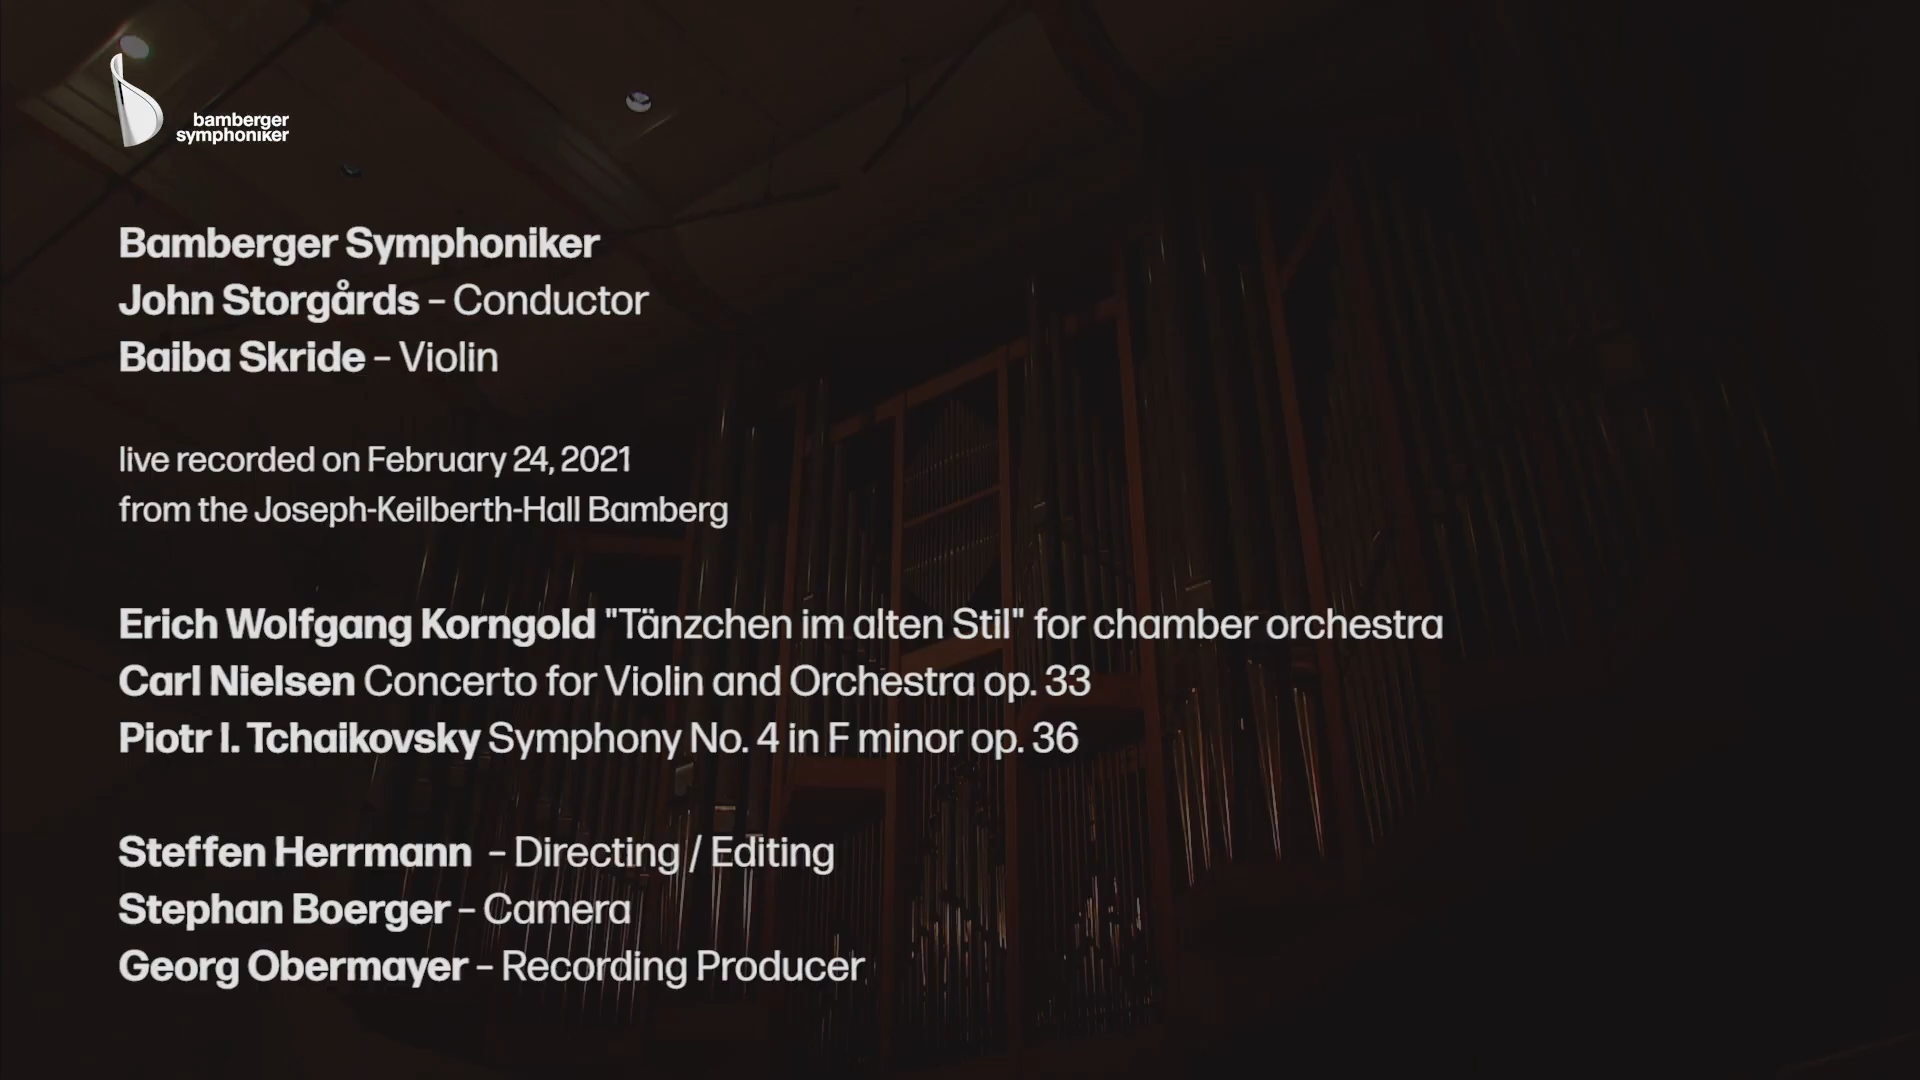 bamberger
symphoniker
Bamberger Symphoniker
John Storgårds – Conductor
Baiba Skride – Violin
live recorded on February 24, 2021
from the Joseph-Keilberth-Hall Bamberg
Erich Wolfgang Korngold "Tänzchen im alten Stil" for chamber orchestra
Carl Nielsen Concerto for Violin and Orchestra op. 33
Piotr I. Tchaikovsky Symphony No. 4 in F minor op. 36
Steffen Herrmann – Directing / Editing
Stephan Boerger – Camera
Georg Obermayer – Recording Producer